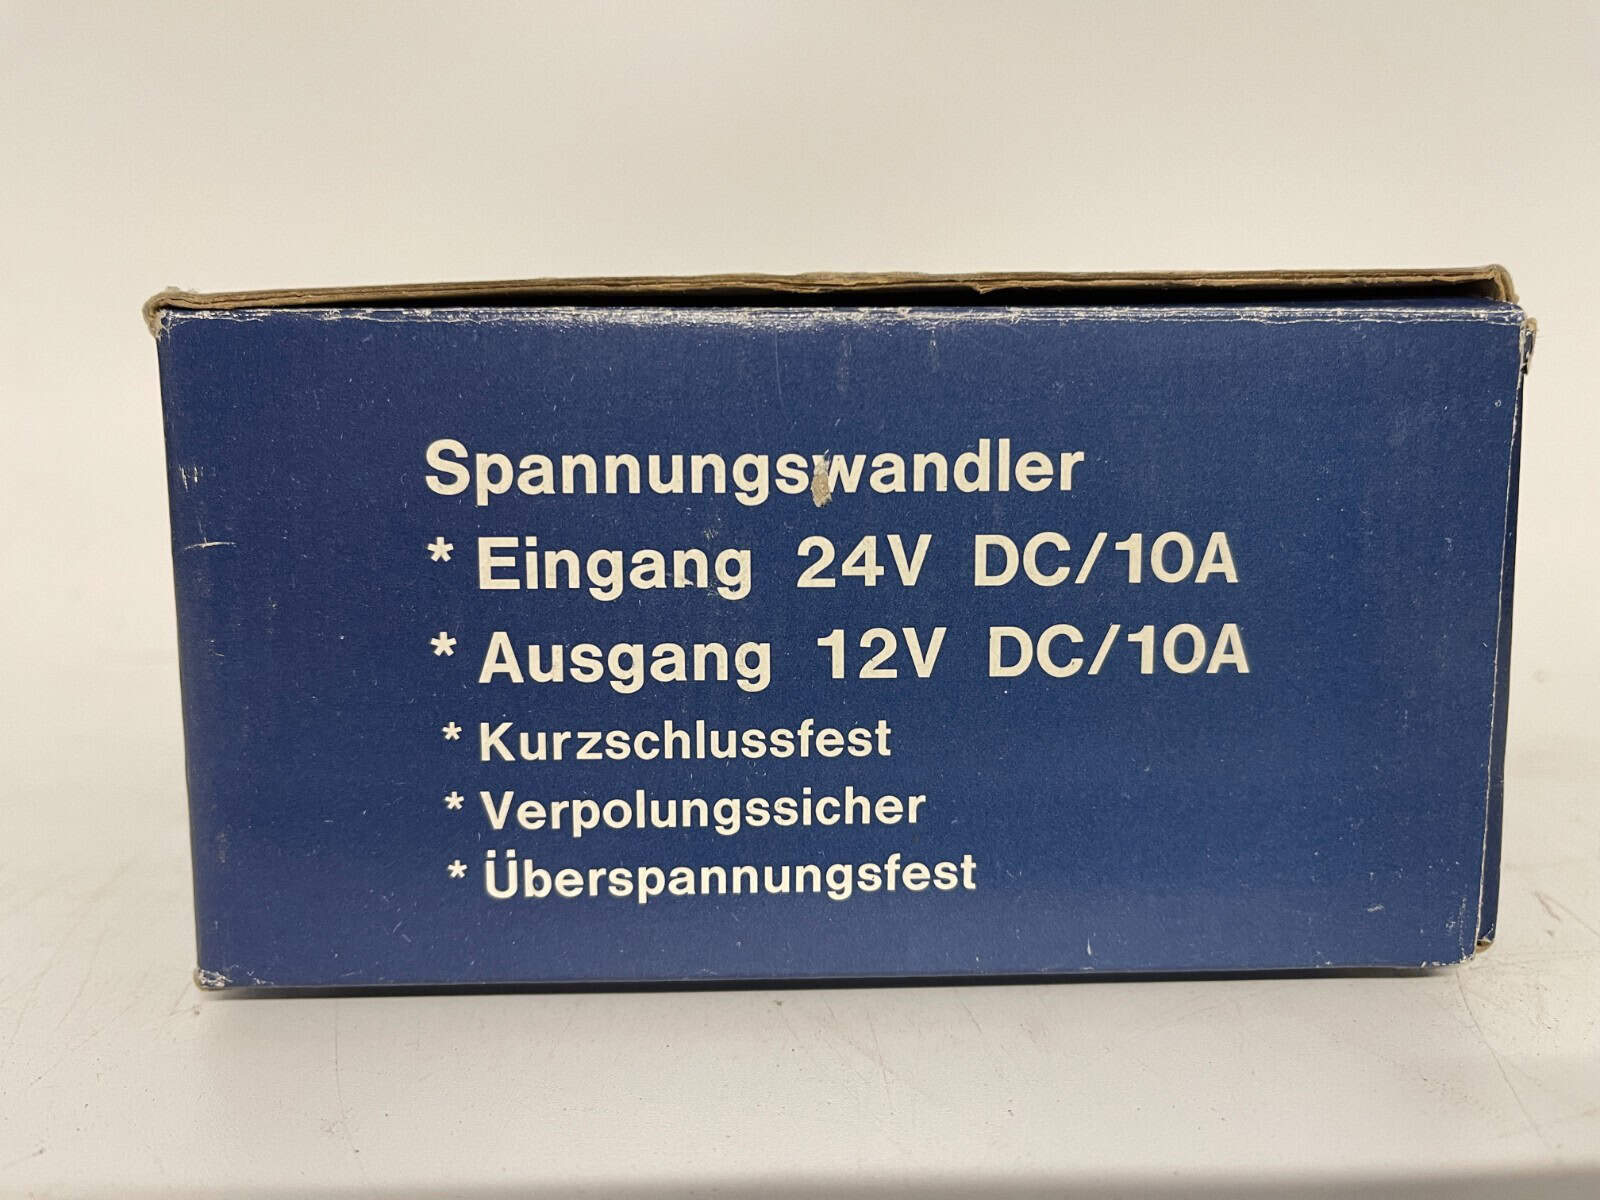 Spannungswandler
* Eingang 24V DC/10A
* Ausgang 12V DC/10A
* Kurzschlussfest
* Verpolungssicher
* Überspannungsfest